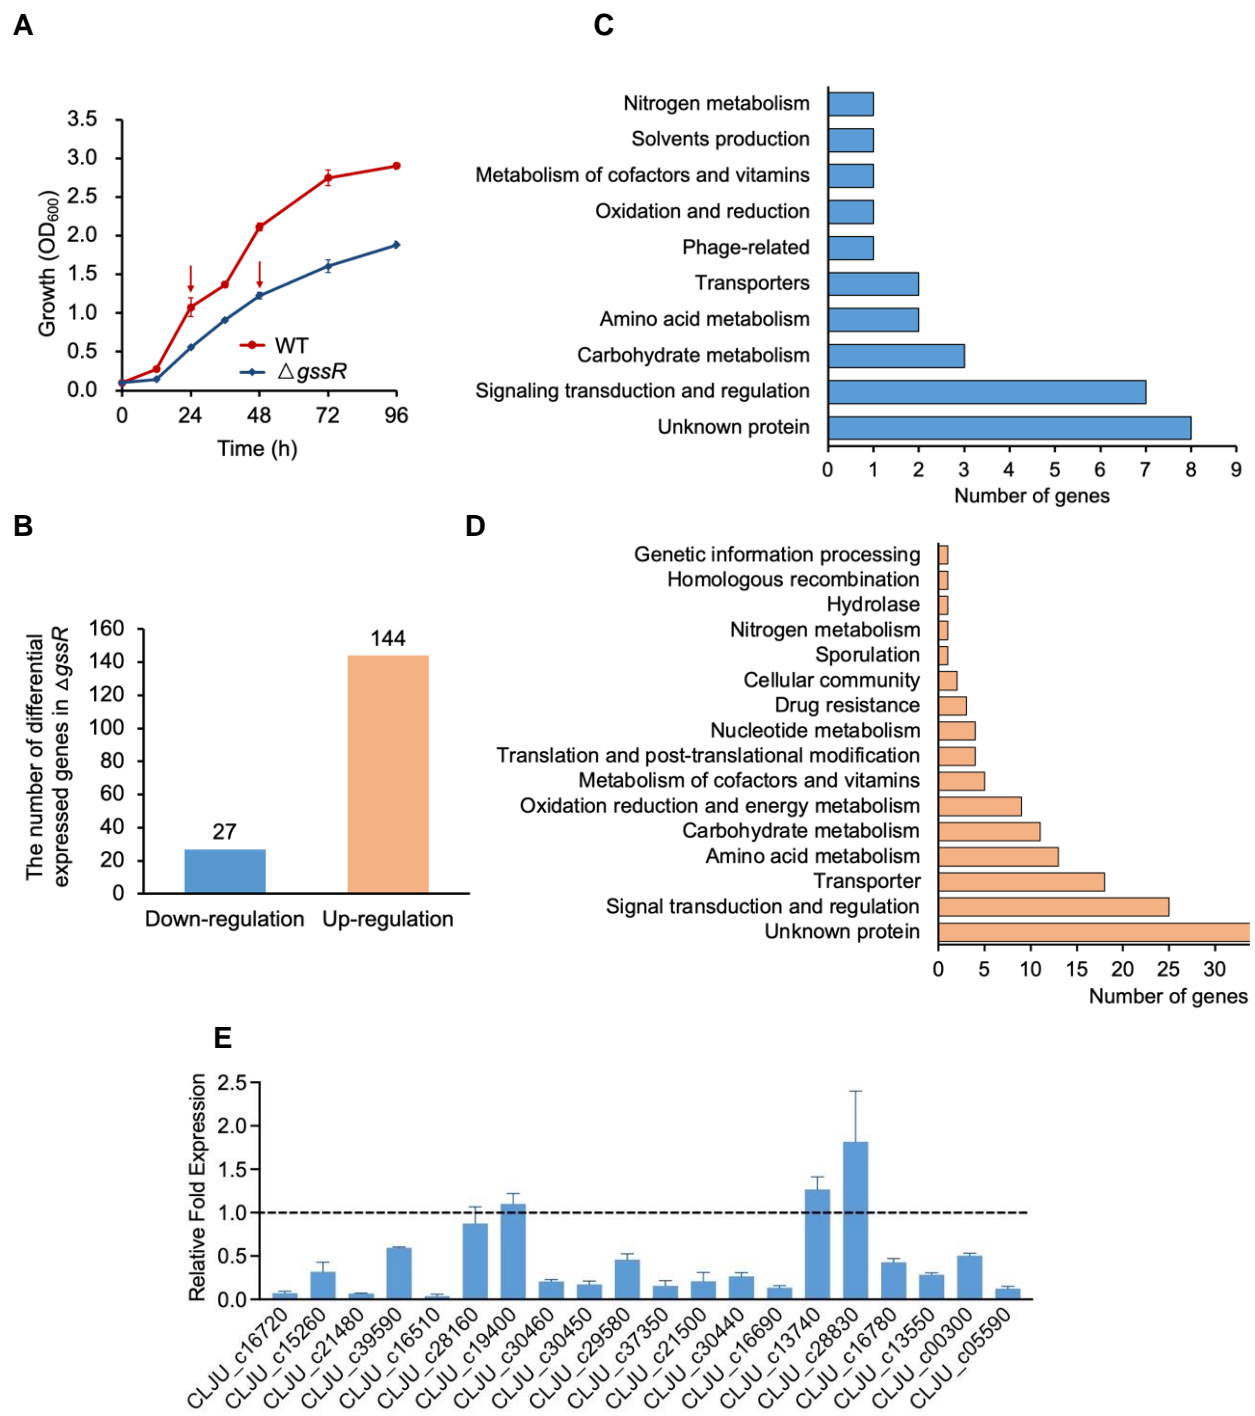 A
3.5
3.0
2.5
2.0
1.5
1.0
0.5
0.0
Growth (OD600)
WT
△gssR
0 24 48 72 96
Time (h)
C
Nitrogen metabolism
Solvents production
Metabolism of cofactors and vitamins
Oxidation and reduction
Phage-related
Transporters
Amino acid metabolism
Carbohydrate metabolism
Signaling transduction and regulation
Unknown protein
0 1 2 3 4 5 6 7 8 9
Number of genes
B
The number of differential
expressed genes in △gssR
160
140
120
100
80
60
40
20
0
27
144
Down-regulation Up-regulation
D
Genetic information processing
Homologous recombination
Hydrolase
Nitrogen metabolism
Sporulation
Cellular community
Drug resistance
Nucleotide metabolism
Translation and post-translational modification
Metabolism of cofactors and vitamins
Oxidation reduction and energy metabolism
Carbohydrate metabolism
Amino acid metabolism
Transporter
Signal transduction and regulation
Unknown protein
0 5 10 15 20 25 30
Number of genes
E
Relative Fold Expression
2.5
2.0
1.5
1.0
0.5
0.0
CLJU_c16720
CLJU_c15260
CLJU_c21480
CLJU_c39590
CLJU_c16510
CLJU_c28160
CLJU_c19400
CLJU_c30460
CLJU_c30450
CLJU_c29580
CLJU_c37350
CLJU_c21500
CLJU_c30440
CLJU_c16690
CLJU_c13740
CLJU_c28830
CLJU_c16780
CLJU_c13550
CLJU_c00300
CLJU_c05590